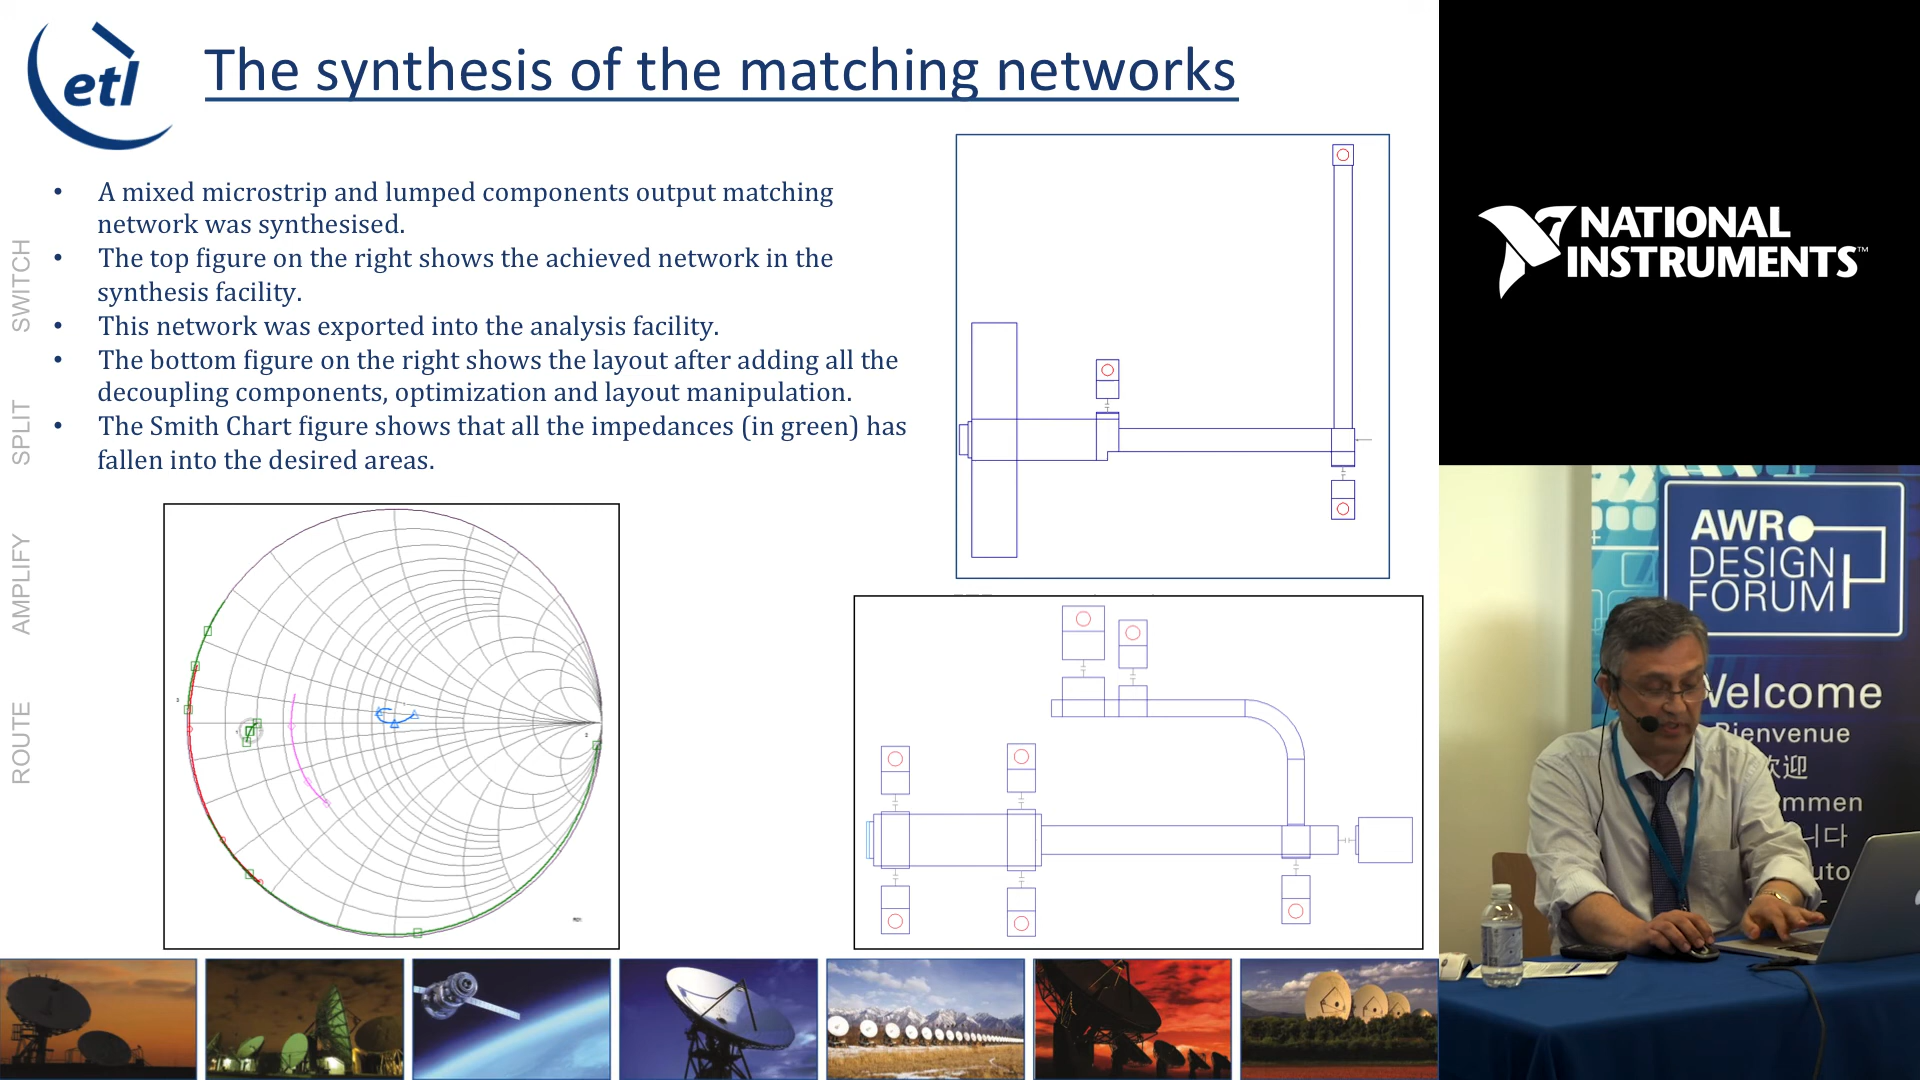 etl
The synthesis of the matching networks
• A mixed microstrip and lumped components output matching
network was synthesised.
• The top figure on the right shows the achieved network in the
synthesis facility.
• This network was exported into the analysis facility.
• The bottom figure on the right shows the layout after adding all the
decoupling components, optimization and layout manipulation.
• The Smith Chart figure shows that all the impedances (in green) has
fallen into the desired areas.
SWITCH
SPLIT
AMPLIFY
ROUTE
NATIONAL
INSTRUMENTS™
AWR
DESIGN
FORUM
Welcome
Bienvenue
欢迎